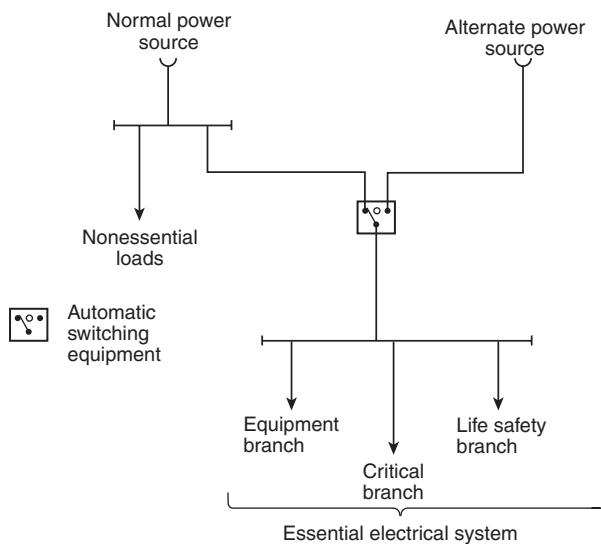 Normal power
source
Alternate power
source
Nonessential
loads
Automatic
switching
equipment
Equipment
branch
Critical
branch
Life safety
branch
Essential electrical system